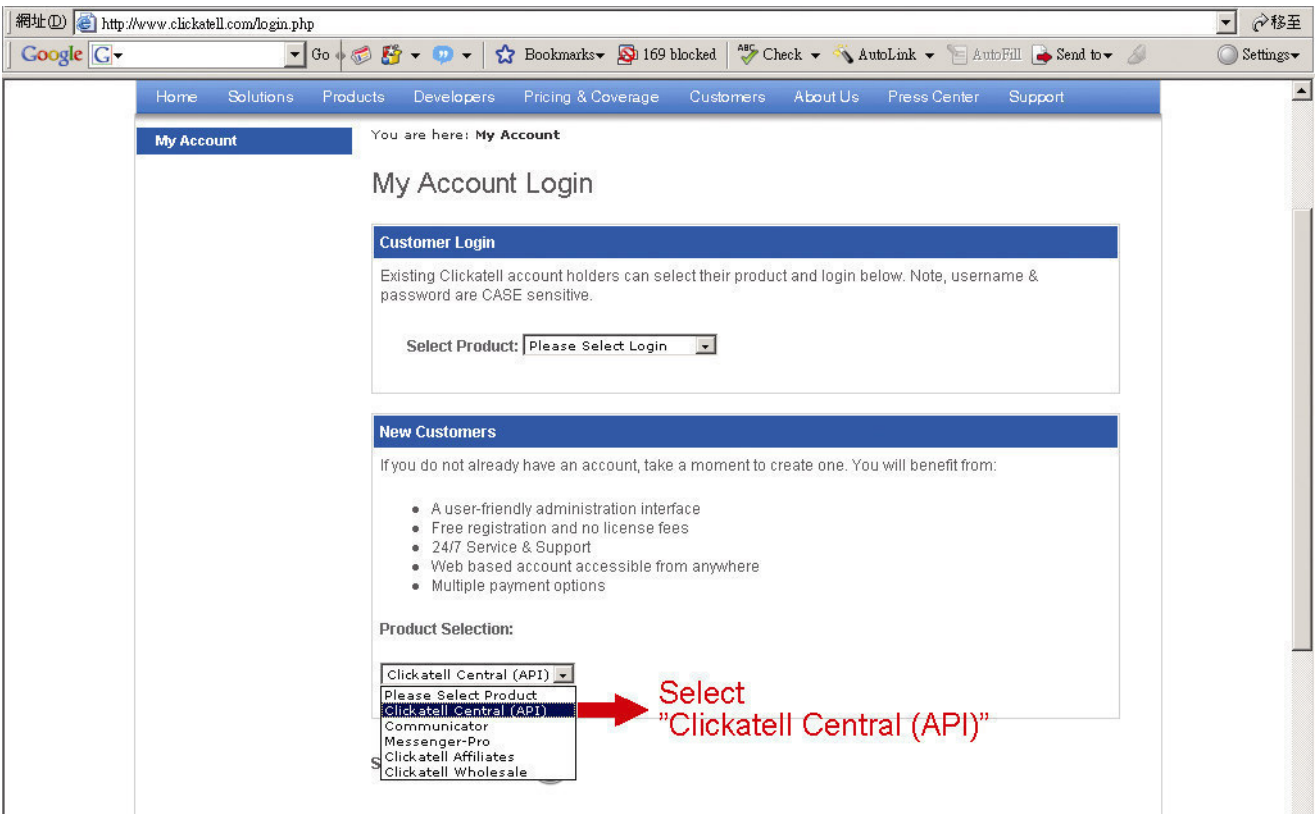 網址(D) http://www.clickatell.com/login.php 移至
Google G Go Bookmarks 169 blocked ABC Check AutoLink AutoFill Send to Settings
Home Solutions Products Developers Pricing & Coverage Customers About Us Press Center Support
My Account
You are here: My Account
My Account Login
Customer Login
Existing Clickatell account holders can select their product and login below. Note, username &
password are CASE sensitive.
Select Product: Please Select Login
New Customers
If you do not already have an account, take a moment to create one. You will benefit from:
• A user-friendly administration interface
• Free registration and no license fees
• 24/7 Service & Support
• Web based account accessible from anywhere
• Multiple payment options
Product Selection:
Clickatell Central (API)
Please Select Product
Clickatell Central (API)
Communicator
Messenger-Pro
Clickatell Affiliates
Clickatell Wholesale
Select
"Clickatell Central (API)"